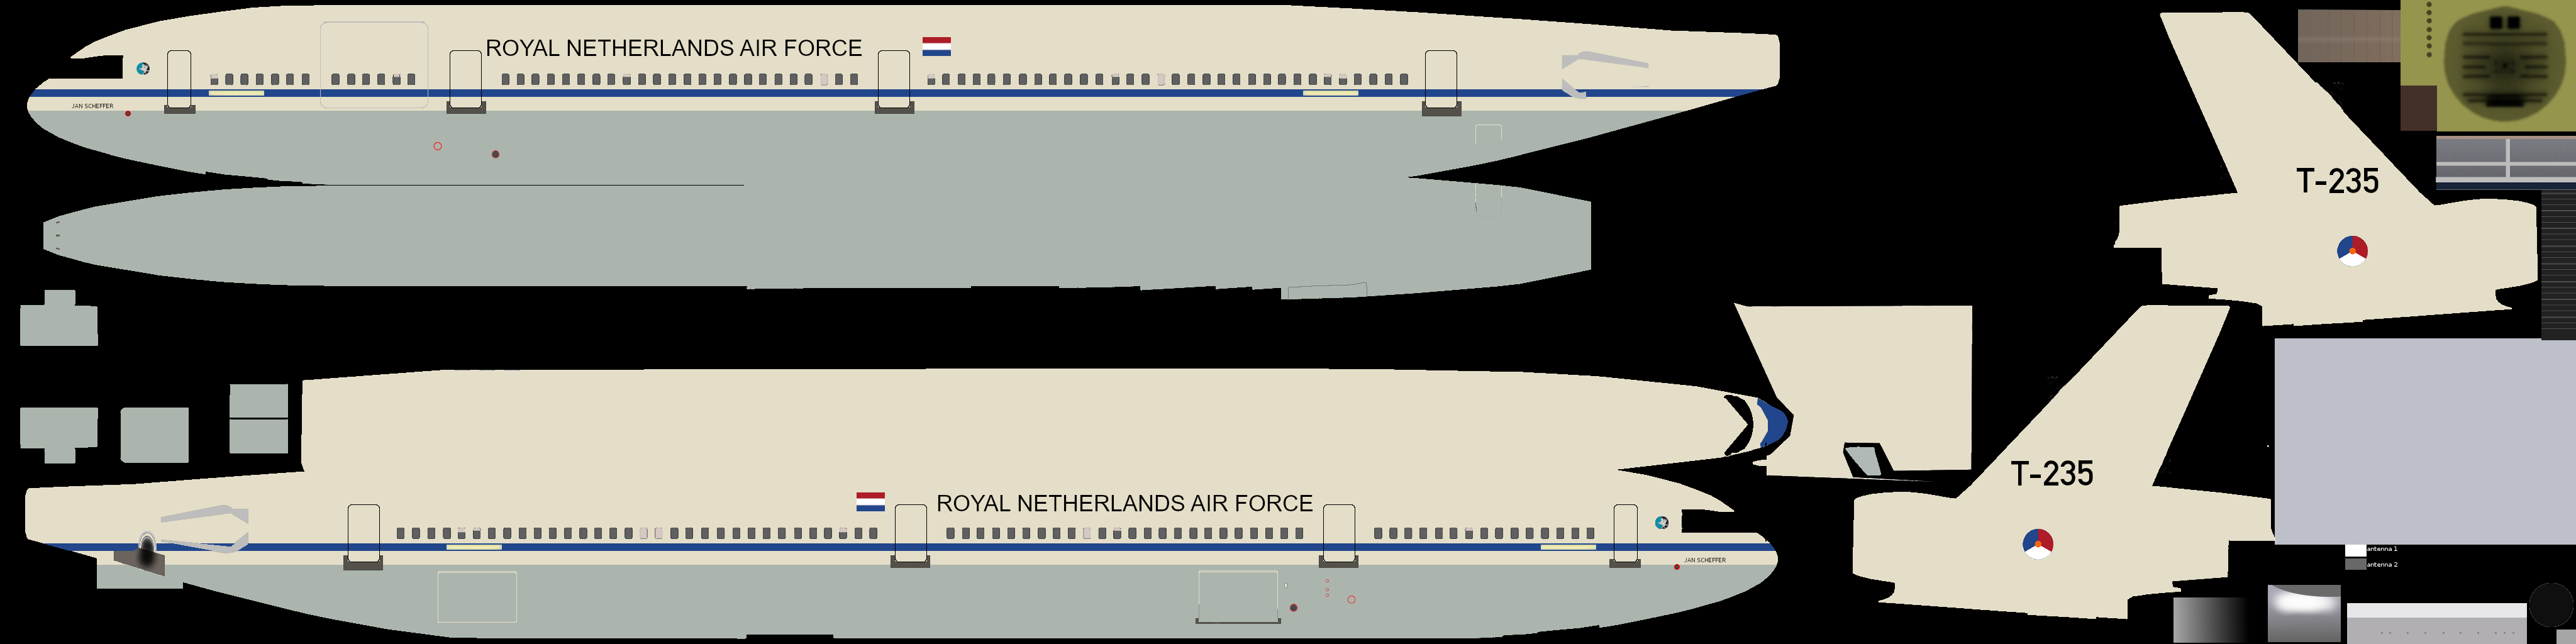 ROYAL NETHERLANDS AIR FORCE
JAN SCHEFFER
T-235
T-235
ROYAL NETHERLANDS AIR FORCE
JAN SCHEFFER
antenna 1
antenna 2